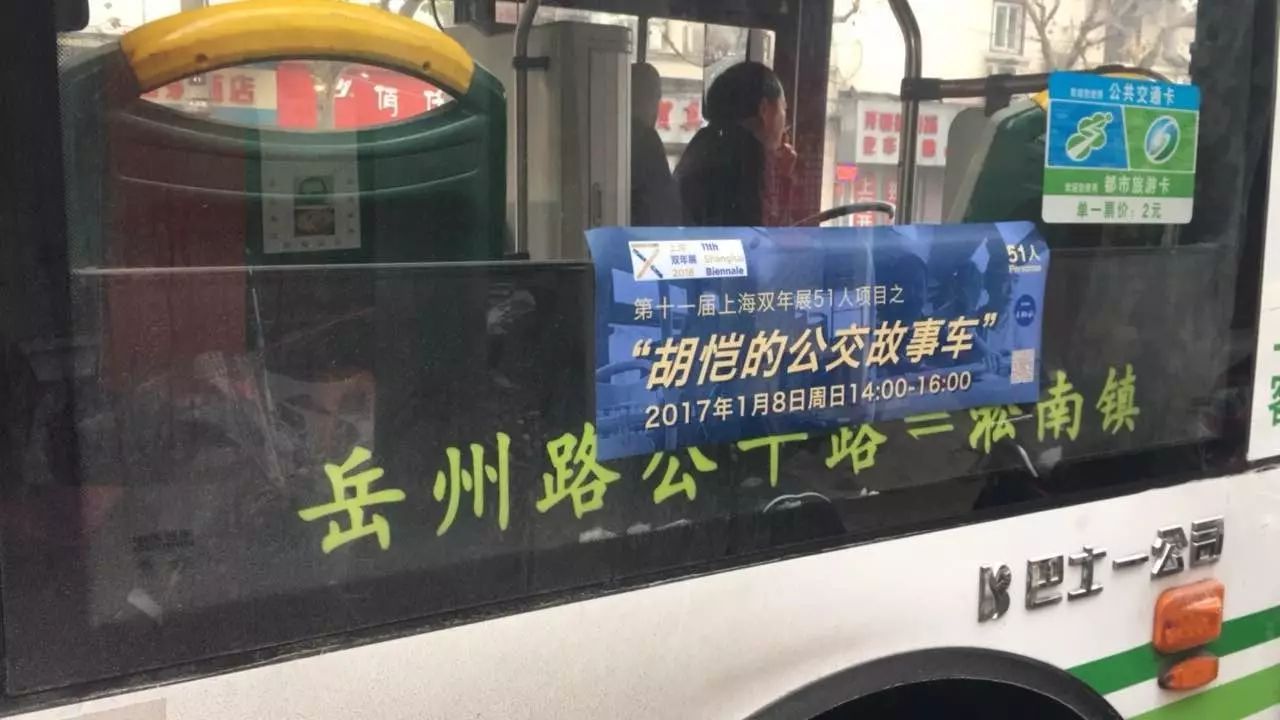 公共交通卡
都市旅游卡
单一票价：2元
上海
双年展
2016
11th
Shanghai
Biennale
51人
Personas
第十一届上海双年展51人项目之
“胡恺的公交故事车”
2017年1月8日周日14:00-16:00
岳州路公平路＝淞南镇
巴士一公司